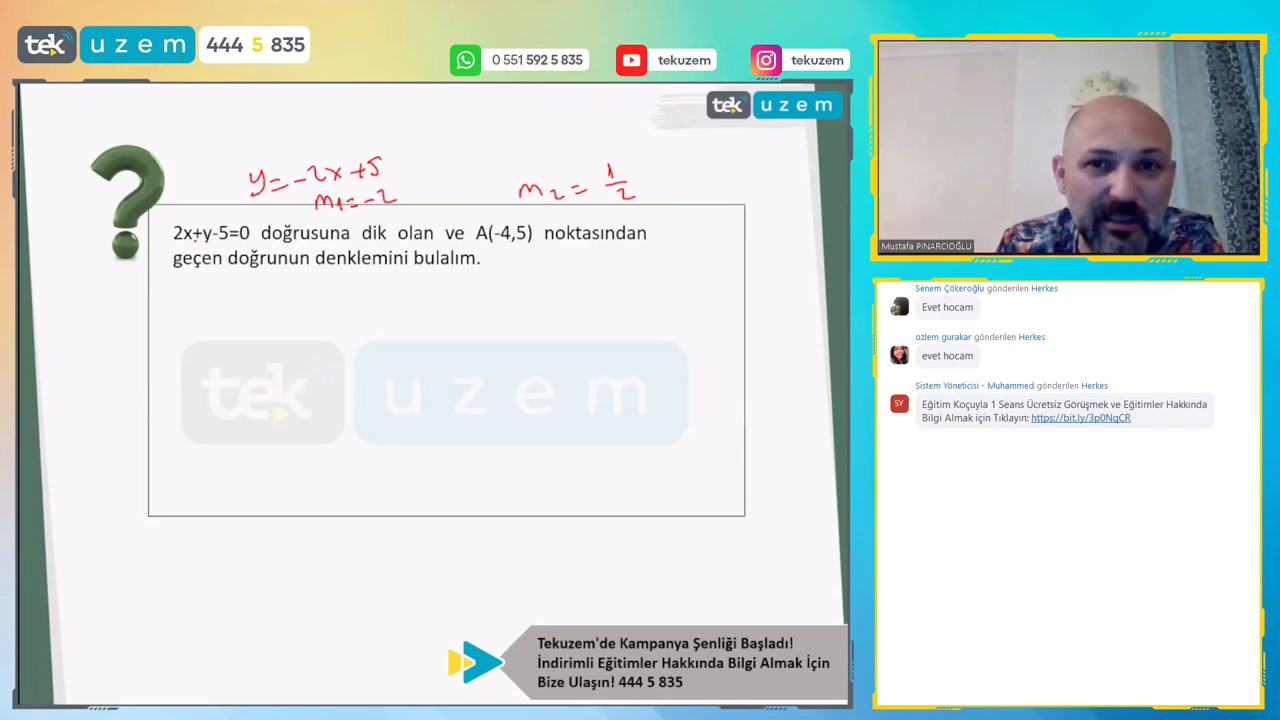 tek uzem 444 5 835
0 551 592 5 835
tekuzem
tekuzem
tek uzem
y=-2x+5
m1=-2
m2=1/2
2x+y-5=0 doğrusuna dik olan ve A(-4,5) noktasından
geçen doğrunun denklemini bulalım.
tek uzem
Tekuzem'de Kampanya Şenliği Başladı!
İndirimli Eğitimler Hakkında Bilgi Almak İçin
Bize Ulaşın! 444 5 835
Mustafa PINARCIOĞLU
Senem Çökeroğlu gönderilen Herkes
Evet hocam
ozlem gurakar gönderilen Herkes
evet hocam
Sistem Yöneticisi - Muhammed gönderilen Herkes
SY
Eğitim Koçuyla 1 Seans Ücretsiz Görüşmek ve Eğitimler Hakkında
Bilgi Almak için Tıklayın: https://bit.ly/3p0NqCR